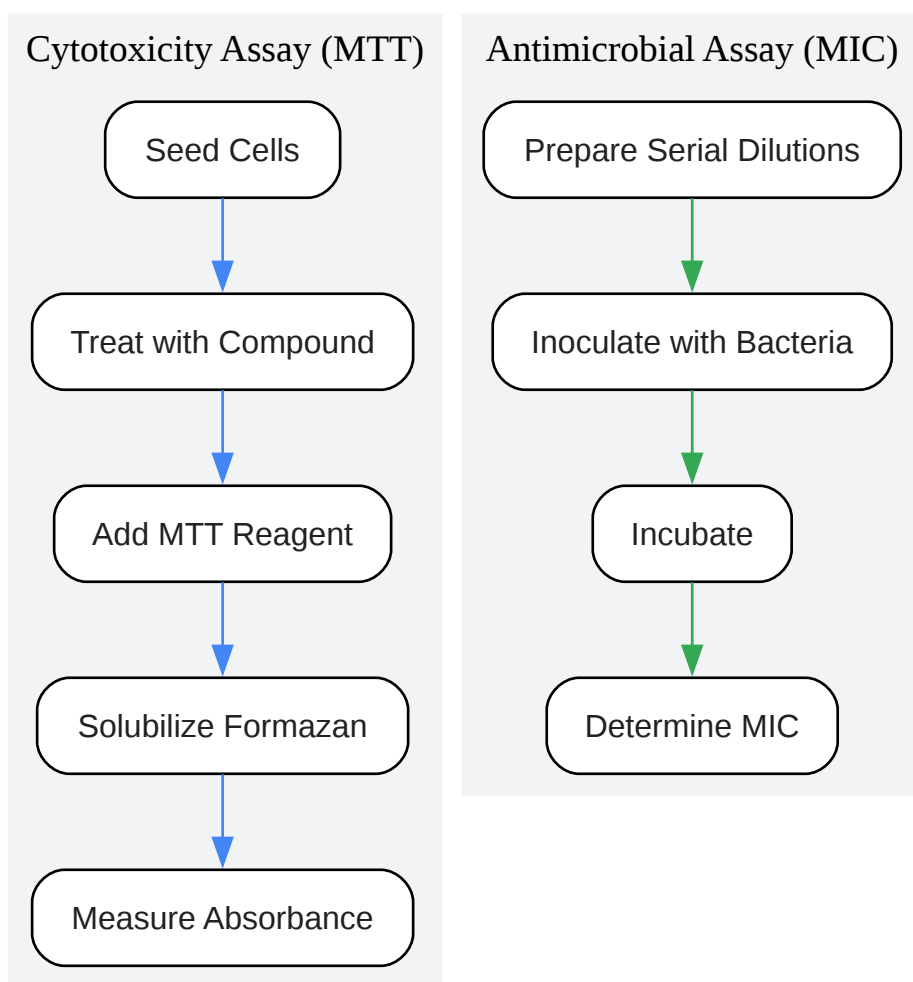 Cytotoxicity Assay (MTT)
Seed Cells
Treat with Compound
Add MTT Reagent
Solubilize Formazan
Measure Absorbance
Antimicrobial Assay (MIC)
Prepare Serial Dilutions
Inoculate with Bacteria
Incubate
Determine MIC